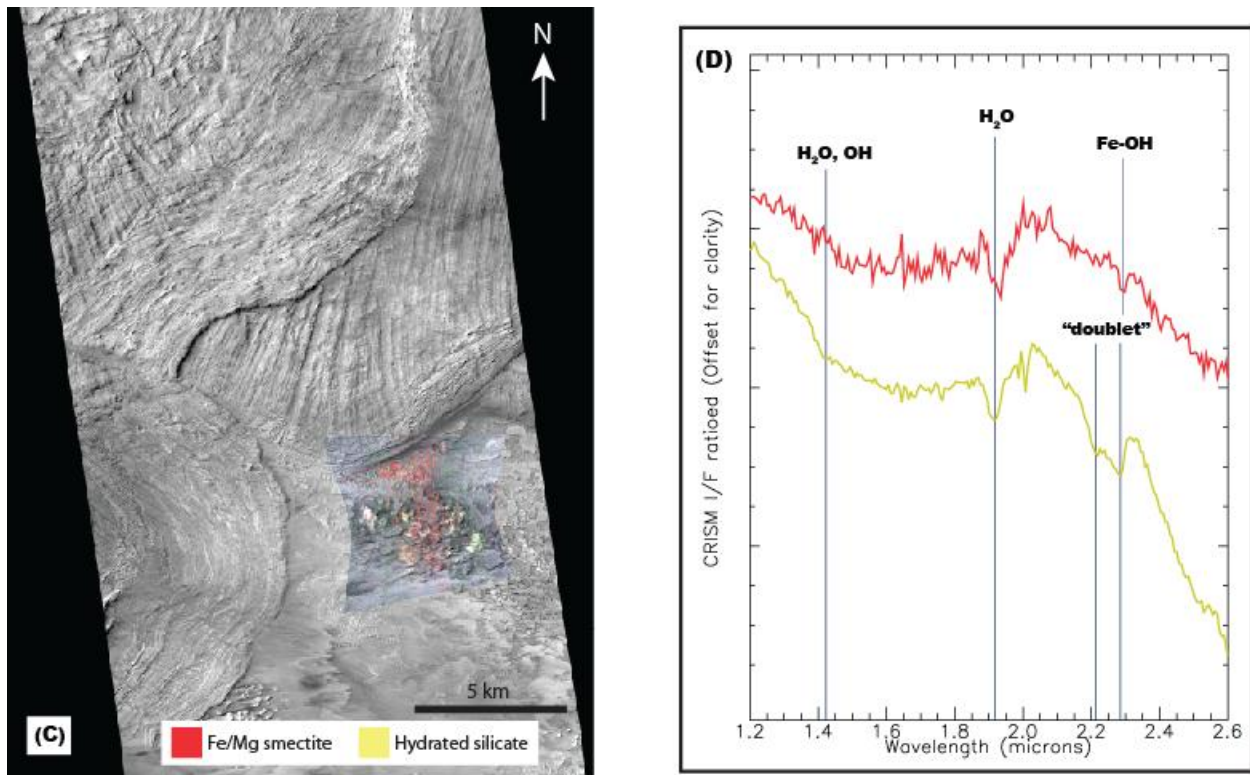 N
5 km
(C)
Fe/Mg smectite
Hydrated silicate
(D)
H₂O, OH
H₂O
Fe-OH
“doublet”
CRISM I/F ratioed (Offset for clarity)
1.2 1.4 1.6 1.8 2.0 2.2 2.4 2.6
Wavelength (microns)